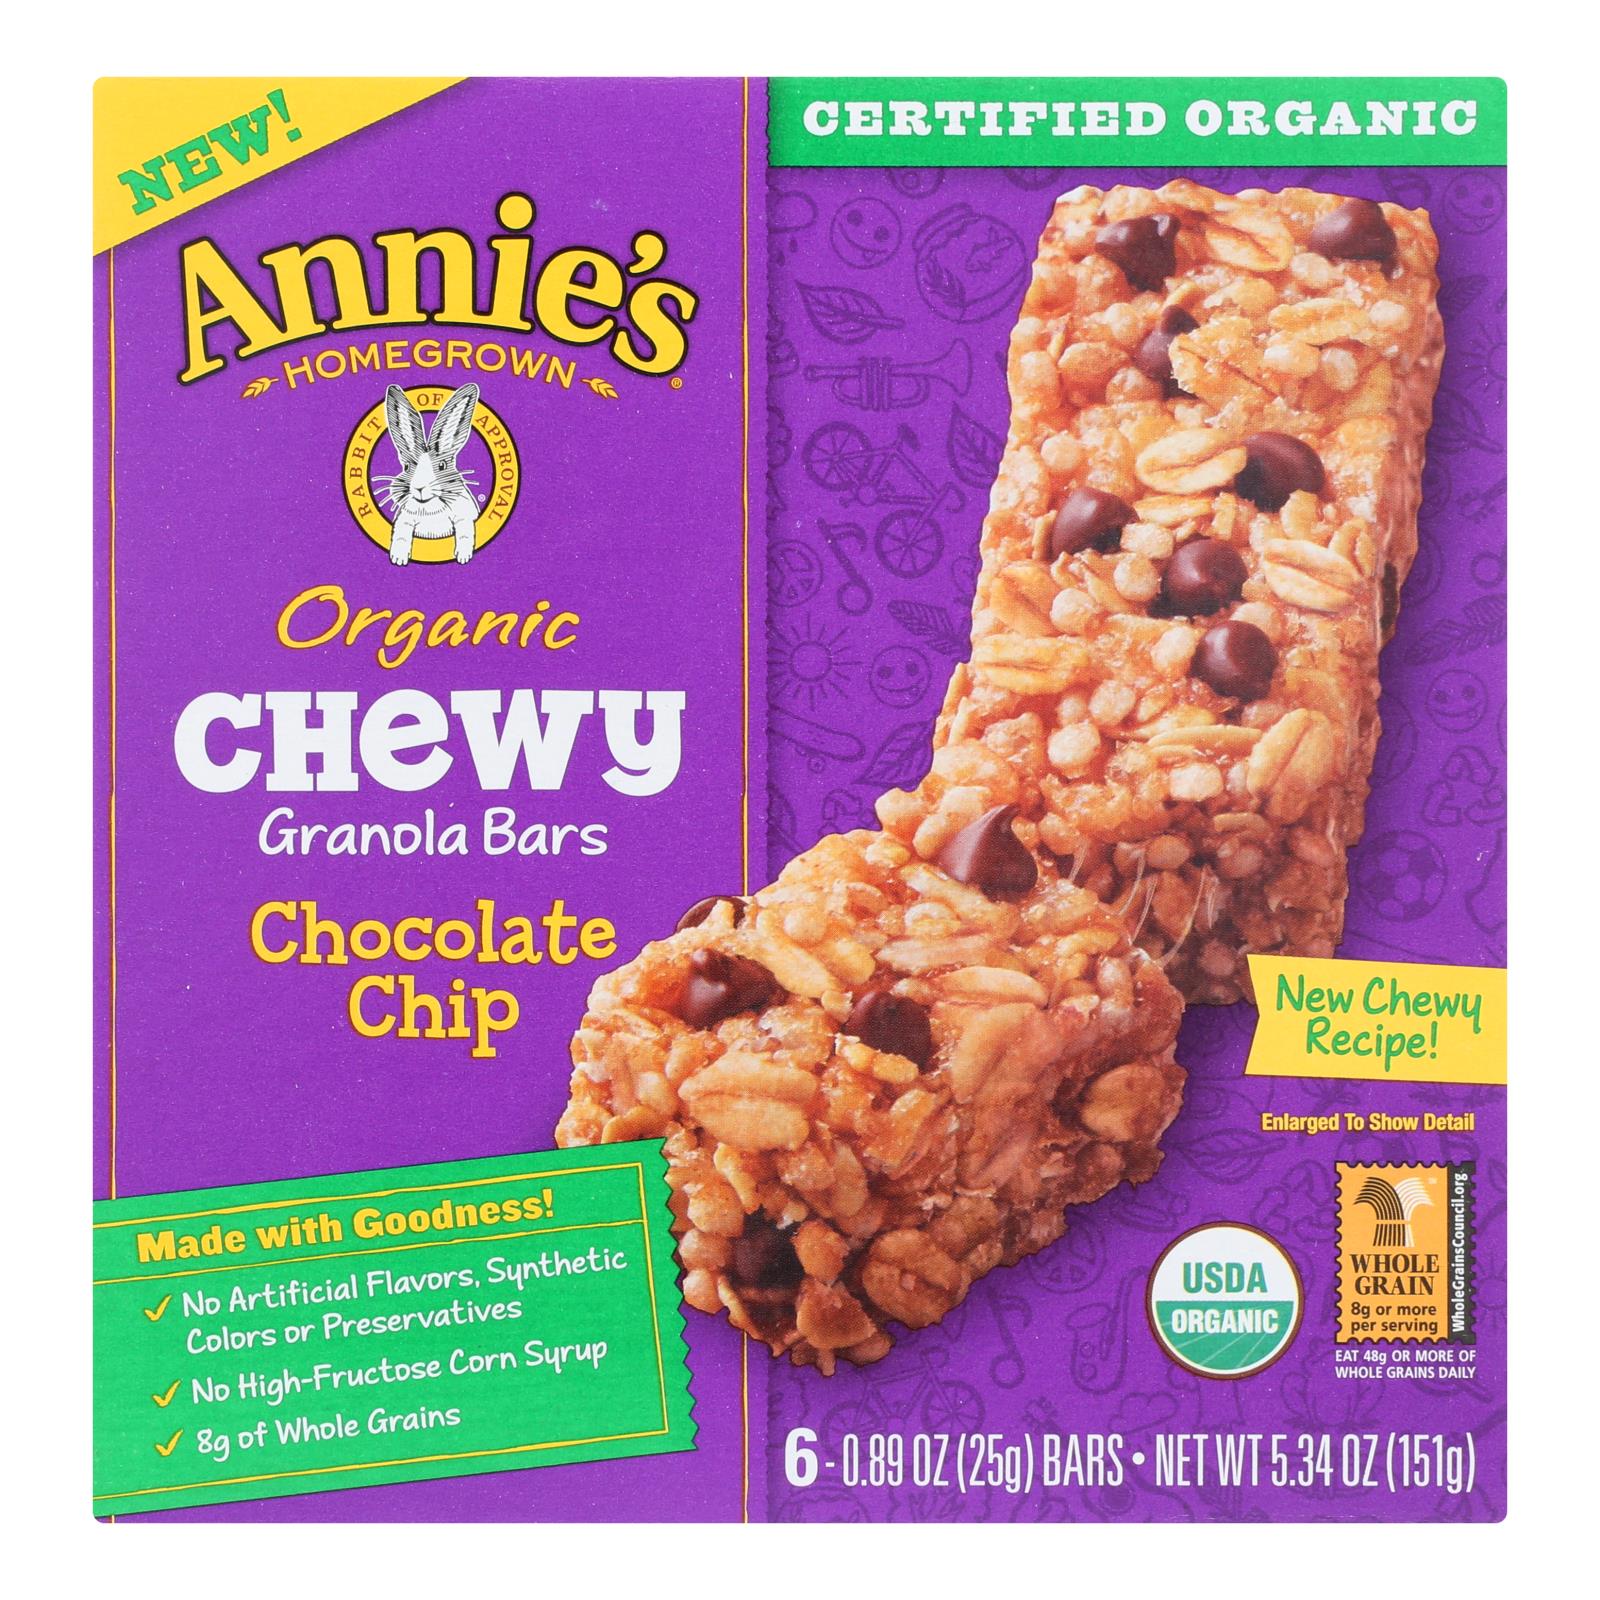 NEW!
Annie's®
HOMEGROWN
RABBIT OF APPROVAL®
Organic
CHEWY
Granola Bars
Chocolate
Chip
Made with Goodness!
✓ No Artificial Flavors, Synthetic
Colors or Preservatives
✓ No High-Fructose Corn Syrup
✓ 8g of Whole Grains
CERTIFIED ORGANIC
New Chewy
Recipe!
Enlarged To Show Detail
USDA
ORGANIC
WHOLE
GRAIN
8g or more
per serving
WholeGrainsCouncil.org
EAT 48g OR MORE OF
WHOLE GRAINS DAILY
6 - 0.89 OZ (25g) BARS • NET WT 5.34 OZ (151g)